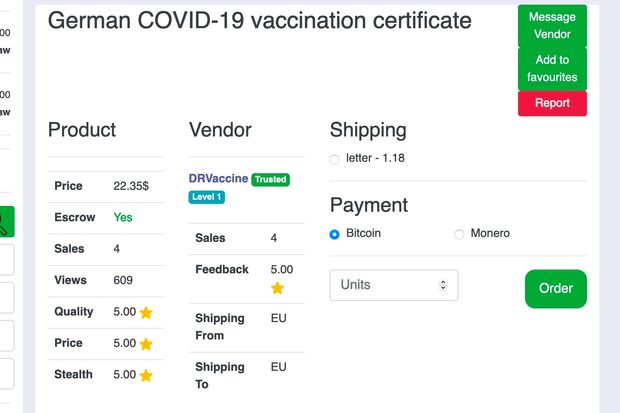 German COVID-19 vaccination certificate
Message
Vendor
Add to
favourites
Report
00
aw
00
aw
Product
Price 22.35$
Escrow Yes
Sales 4
Views 609
Quality 5.00
Price 5.00
Stealth 5.00
Vendor
DRVaccine Trusted
Level 1
Sales 4
Feedback 5.00
Shipping EU
From
Shipping EU
To
Shipping
letter - 1.18
Payment
Bitcoin Monero
Units
Order